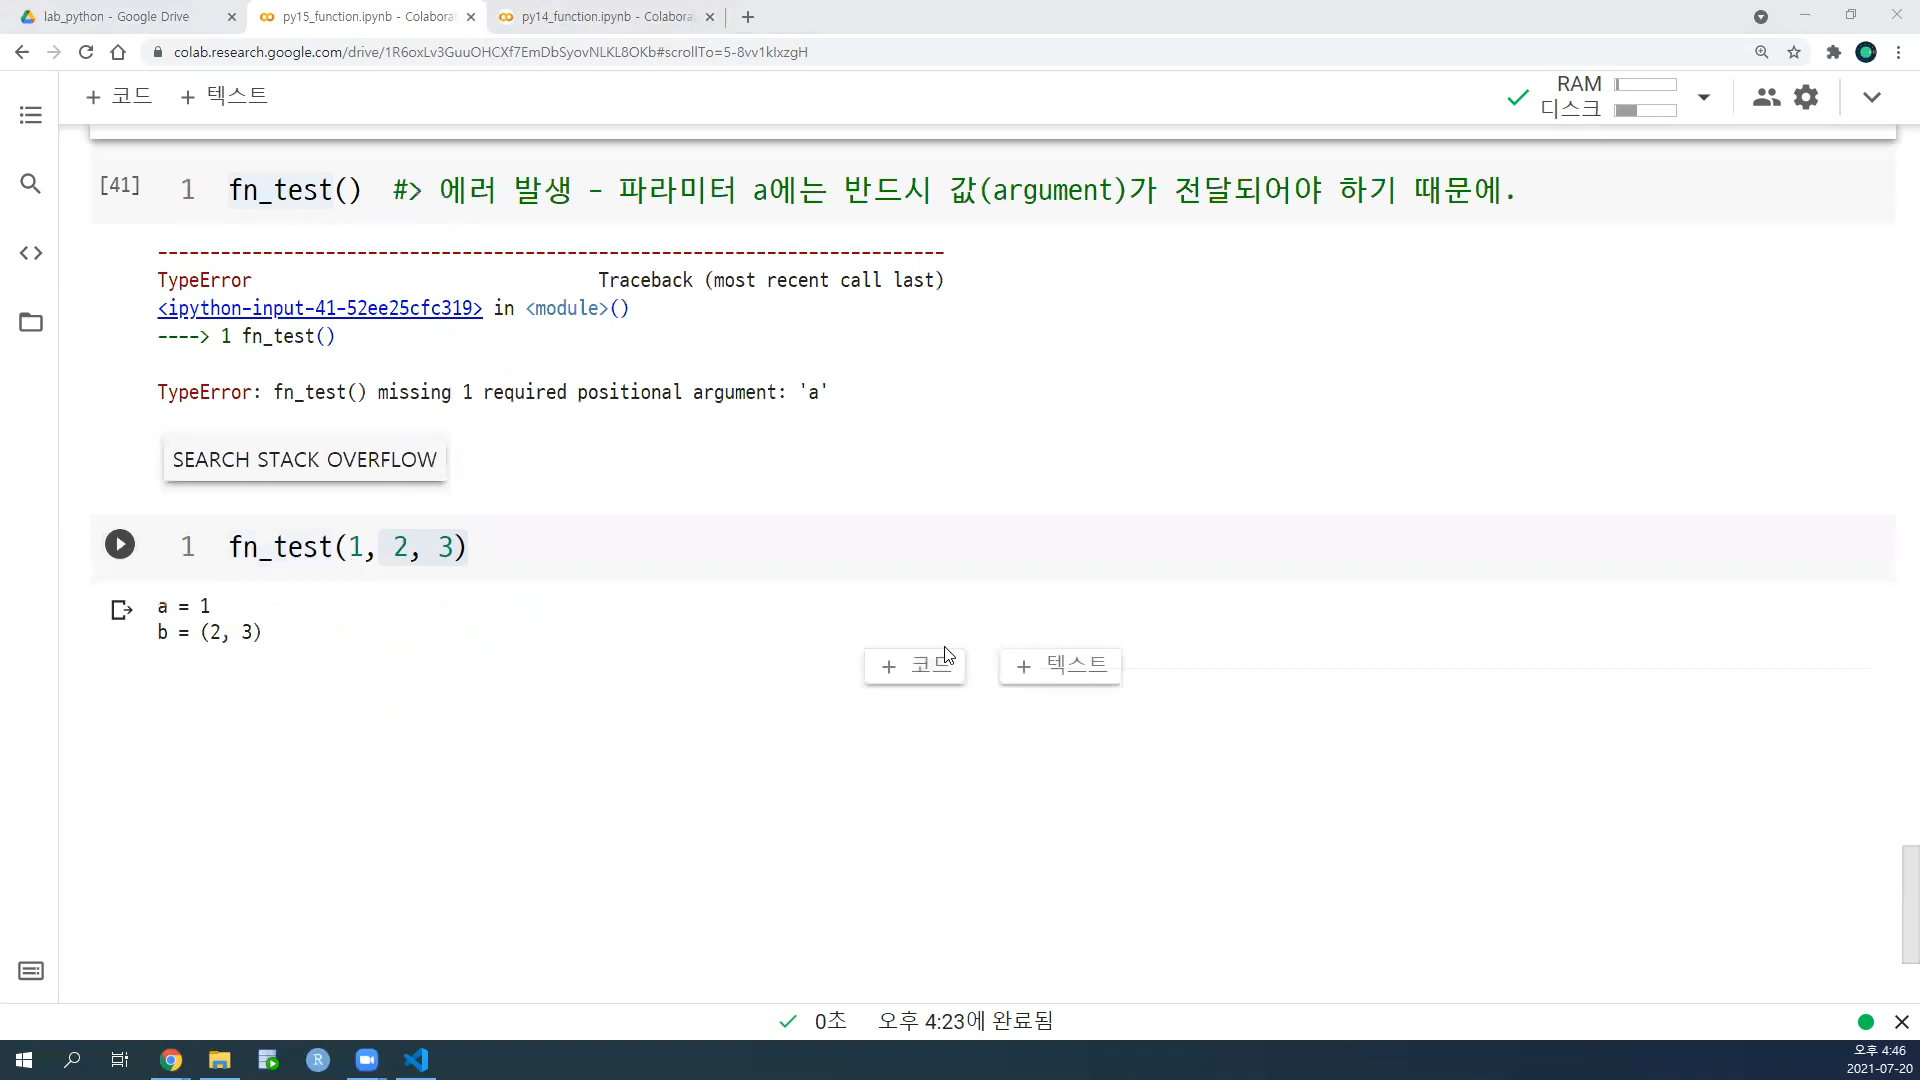 lab_python - Google Drive
py15_function.ipynb - Colabora
py14_function.ipynb - Colabora
colab.research.google.com/drive/1R6oxLv3GuuOHCXf7EmDbSyovNLKL8OKb#scrollTo=5-8vv1klxzgH
+ 코드 + 텍스트
RAM
디스크
[41] 1 fn_test() #> 에러 발생 - 파라미터 a에는 반드시 값(argument)가 전달되어야 하기 때문에.
---------------------------------------------------------------------------
TypeError Traceback (most recent call last)
<ipython-input-41-52ee25cfc319> in <module>()
----> 1 fn_test()
TypeError: fn_test() missing 1 required positional argument: 'a'
SEARCH STACK OVERFLOW
1 fn_test(1, 2, 3)
a = 1
b = (2, 3)
+ 코드 + 텍스트
0초 오후 4:23에 완료됨
오후 4:46
2021-07-20